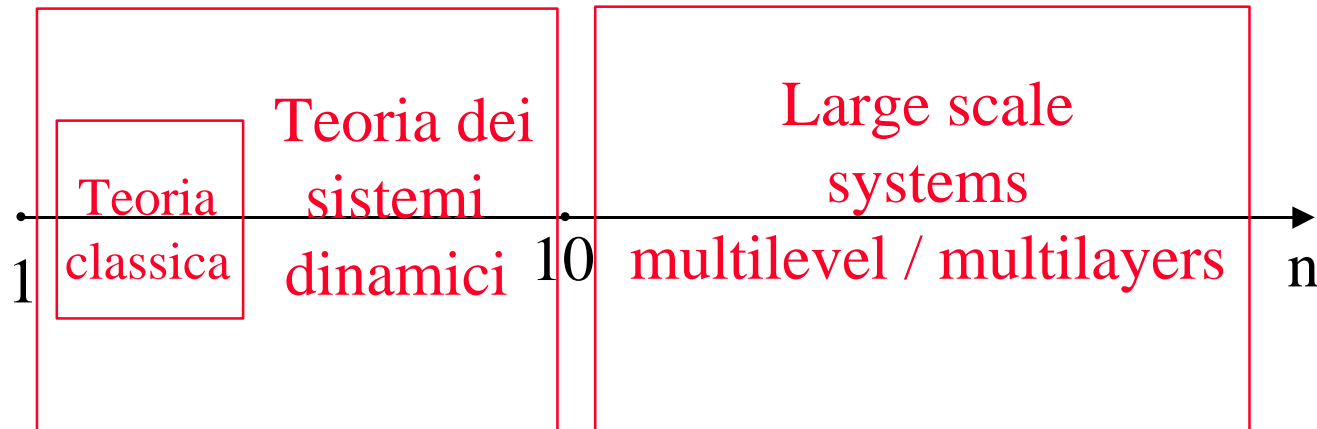 Teoria
classica
Teoria dei
sistemi
dinamici
Large scale
systems
multilevel / multilayers
1
10
n